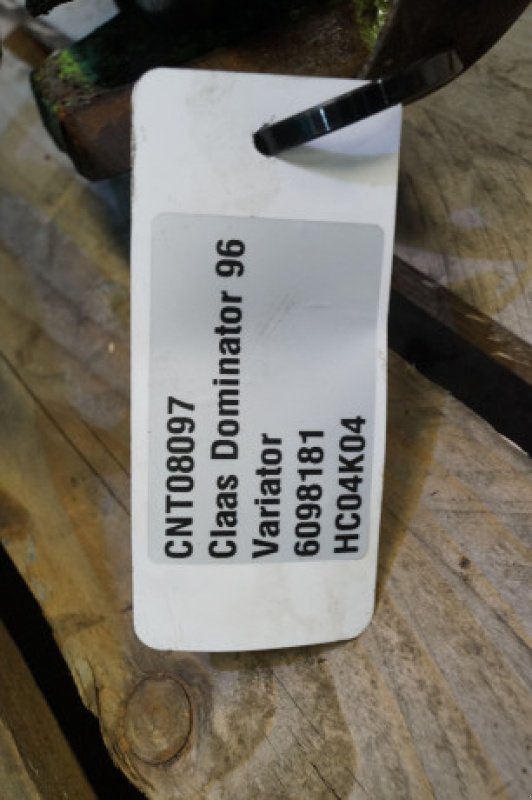 CNT08097
Claas Dominator 96
Variator
6098181
HC04K04